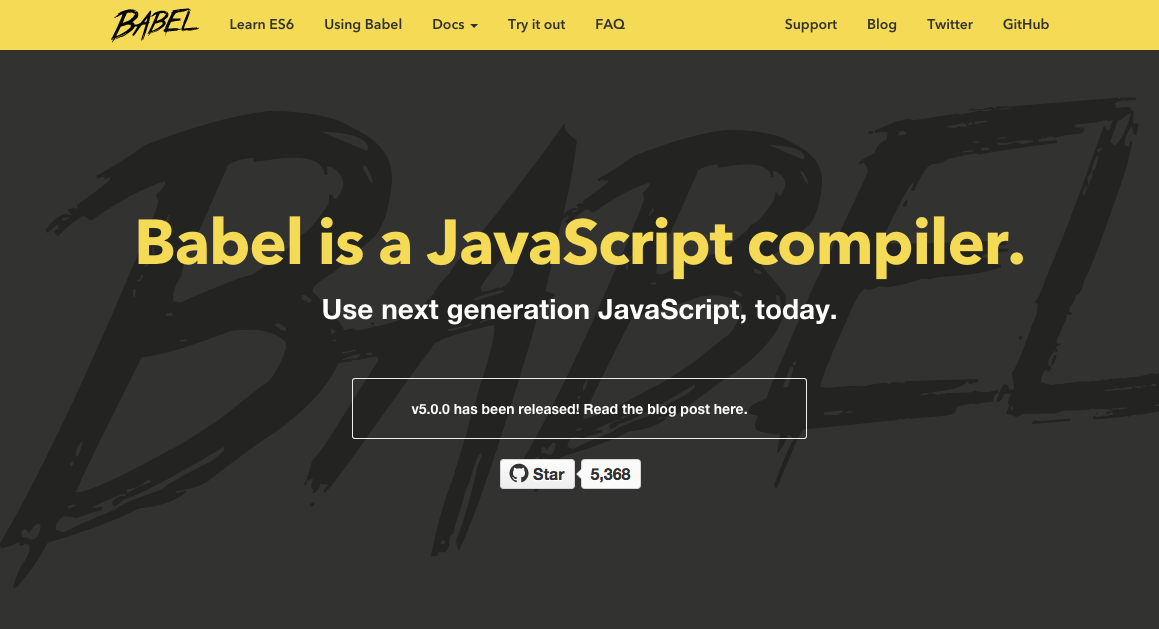 BABEL Learn ES6 Using Babel Docs Try it out FAQ Support Blog Twitter GitHub
BABEL
Babel is a JavaScript compiler.
Use next generation JavaScript, today.
v5.0.0 has been released! Read the blog post here.
Star 5,368